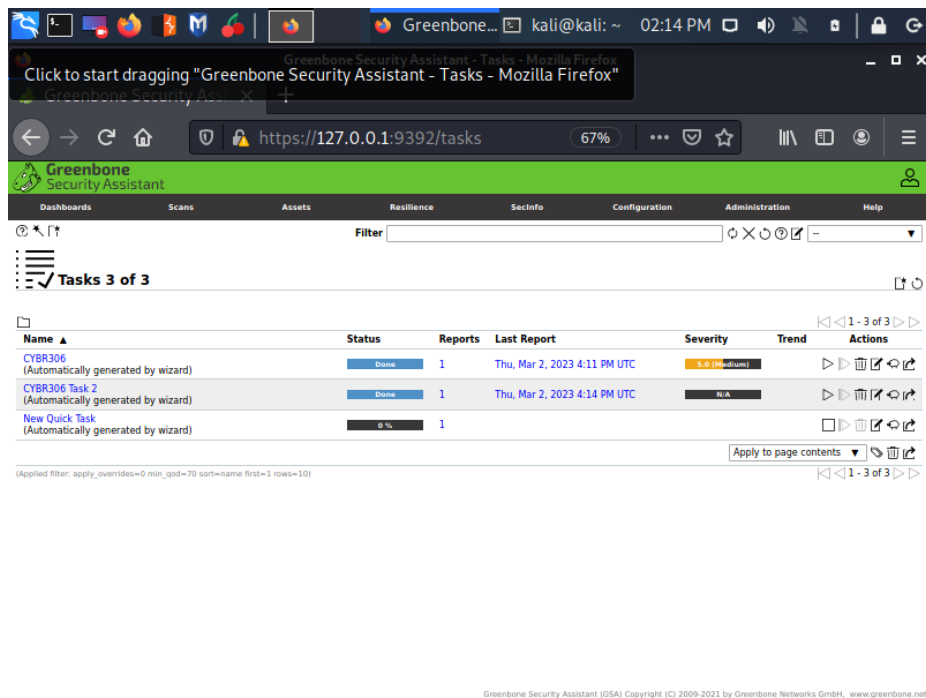 Greenbone... kali@kali: ~ 02:14 PM
Greenbone Security Assistant - Tasks - Mozilla Firefox
Click to start dragging "Greenbone Security Assistant - Tasks - Mozilla Firefox"
Greenbone Security Assis
https://127.0.0.1:9392/tasks 67%
Greenbone
Security Assistant
Dashboards Scans Assets Resilience SecInfo Configuration Administration Help
Filter --
Tasks 3 of 3
1 - 3 of 3
Name ▲ Status Reports Last Report Severity Trend Actions
CYBR306 Done 1 Thu, Mar 2, 2023 4:11 PM UTC 5.0 (Medium)
(Automatically generated by wizard)
CYBR306 Task 2 Done 1 Thu, Mar 2, 2023 4:14 PM UTC N/A
(Automatically generated by wizard)
New Quick Task 0 % 1
(Automatically generated by wizard)
Apply to page contents ▼
(Applied filter: apply_overrides=0 min_qod=70 sort=name first=1 rows=10) 1 - 3 of 3
Greenbone Security Assistant (GSA) Copyright (C) 2009-2021 by Greenbone Networks GmbH, www.greenbone.net